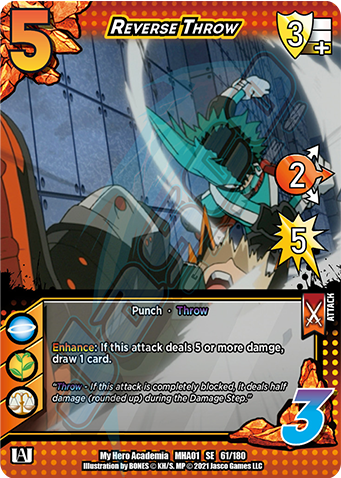 5
REVERSE THROW
3
+
2
5
ATTACK
Punch · Throw
Enhance: If this attack deals 5 or more damge,
draw 1 card.
"Throw - If this attack is completely blocked, it deals half
damage (rounded up) during the Damage Step."
3
My Hero Academia MHA01 SE 61/180
Illustration by BONES © KH/S. MP © 2021 Jasco Games LLC